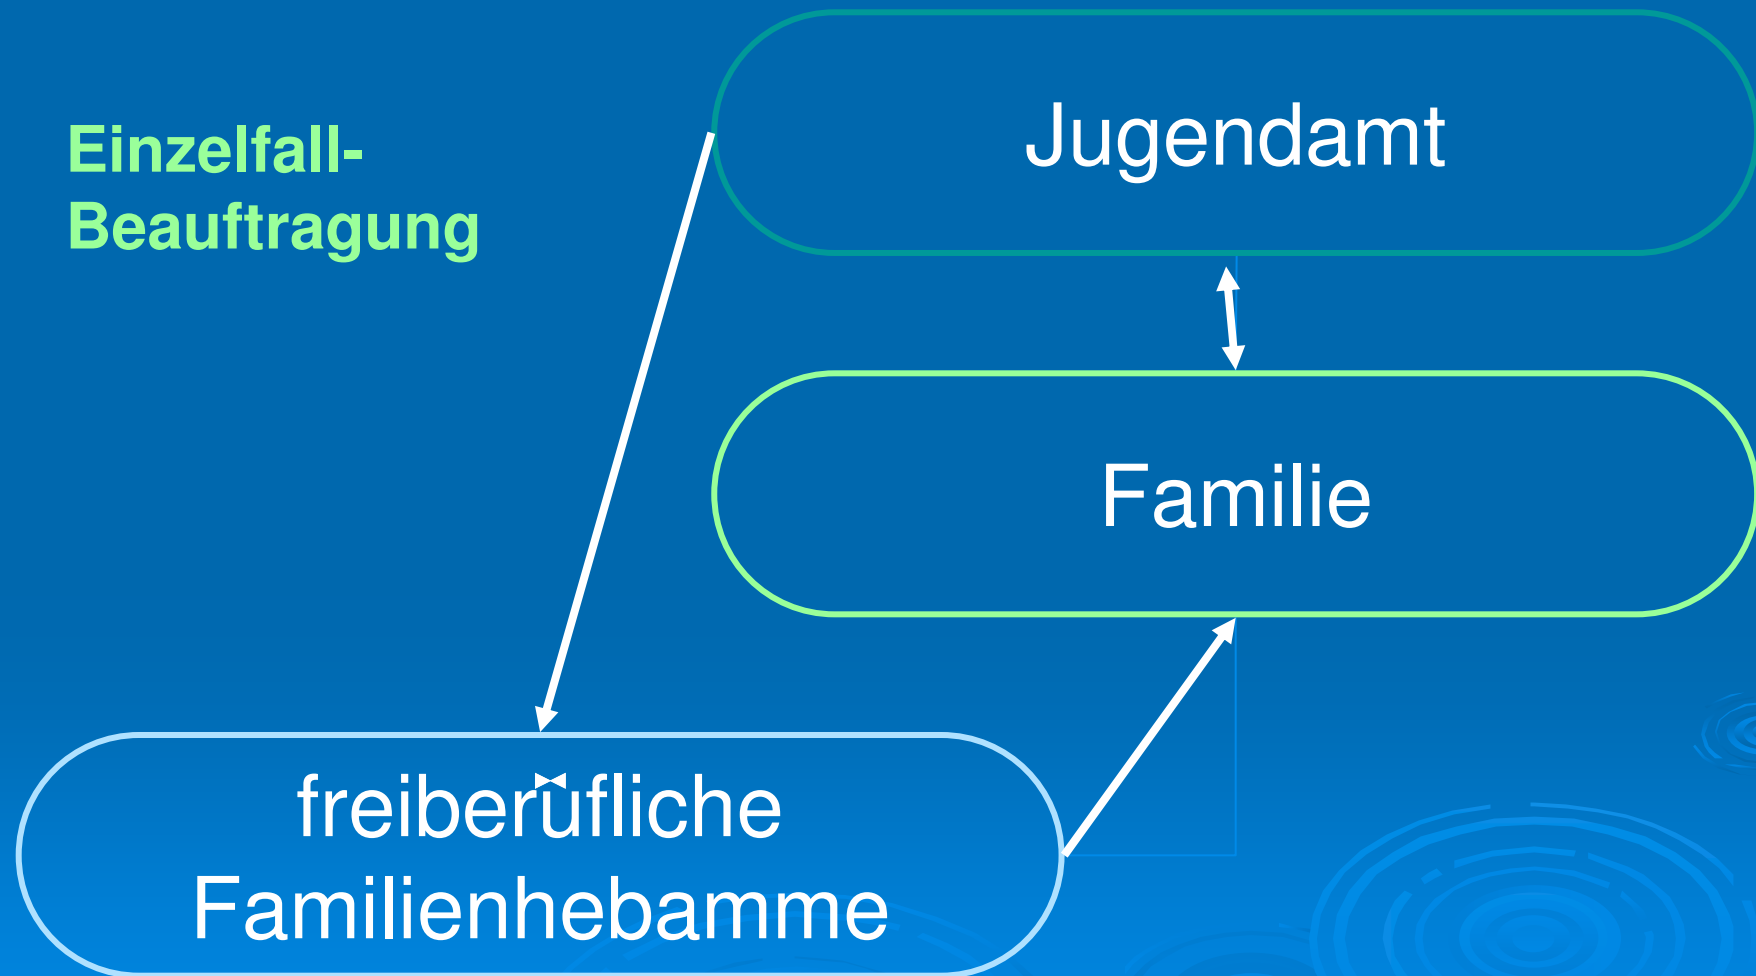 Einzelfall-
Beauftragung
Jugendamt
Familie
freiberufliche
Familienhebamme